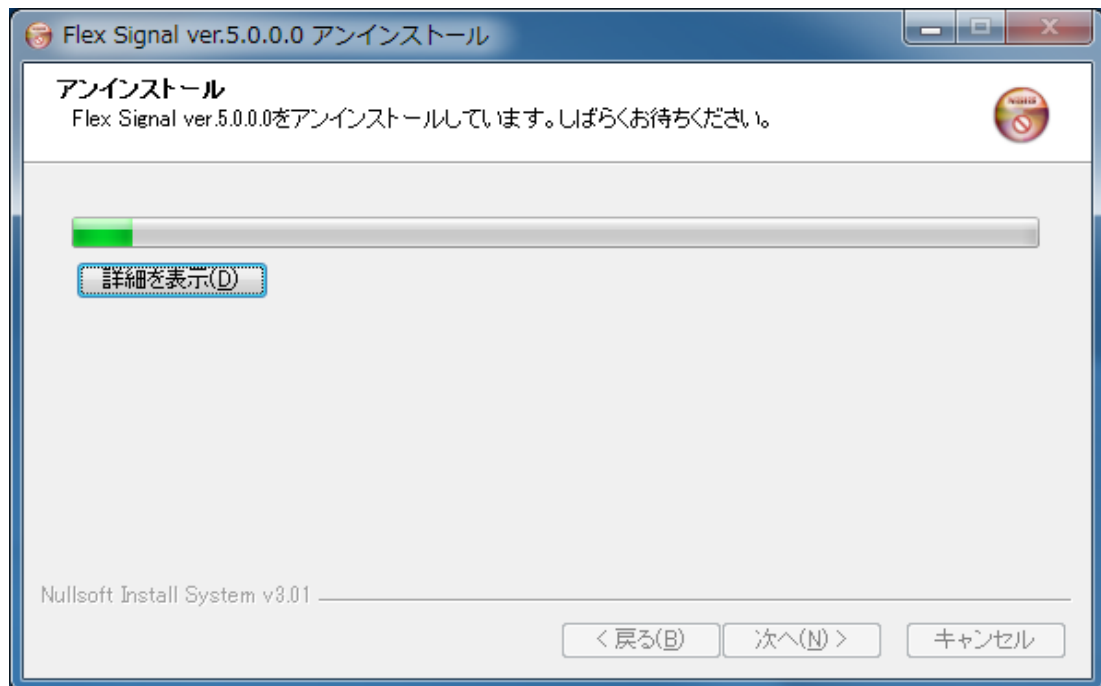 Flex Signal ver.5.0.0.0 アンインストール
アンインストール
Flex Signal ver.5.0.0.0をアンインストールしています。しばらくお待ちください。
詳細を表示(D)
Nullsoft Install System v3.01
< 戻る(B) 次へ(N) > キャンセル